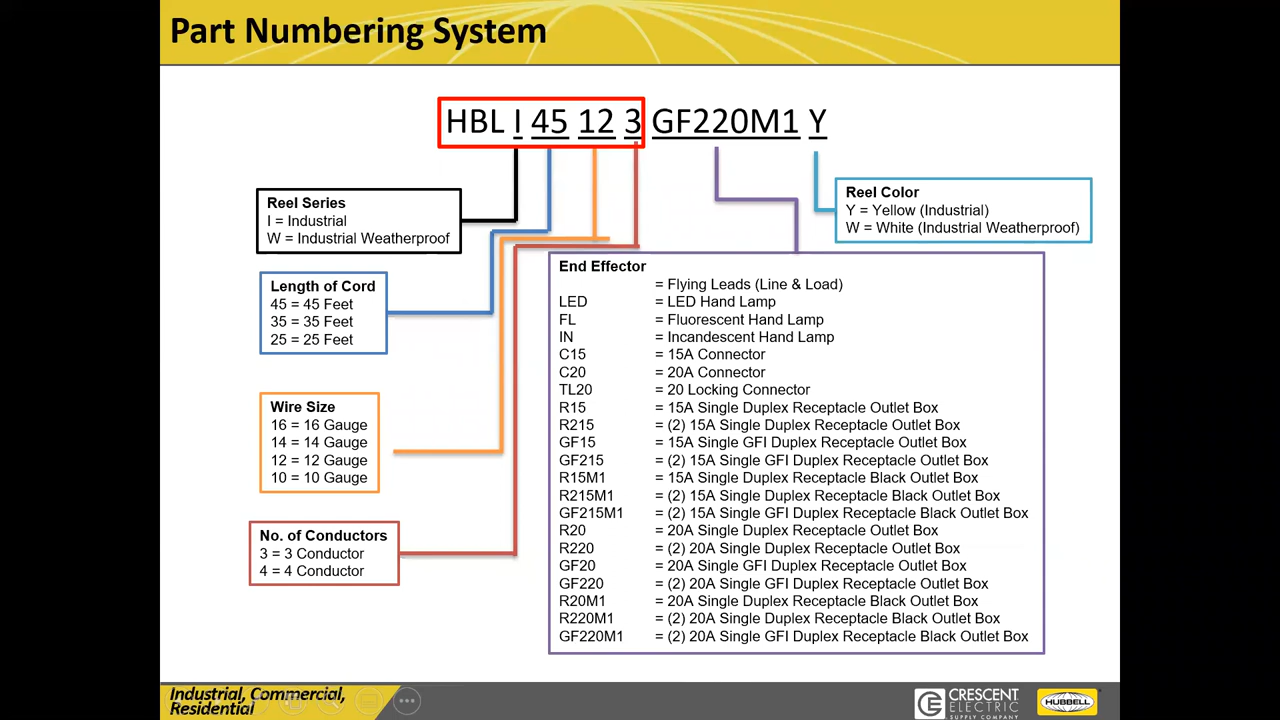 Part Numbering System
HBL I 45 12 3 GF220M1 Y
Reel Series
I = Industrial
W = Industrial Weatherproof
Reel Color
Y = Yellow (Industrial)
W = White (Industrial Weatherproof)
Length of Cord
45 = 45 Feet
35 = 35 Feet
25 = 25 Feet
Wire Size
16 = 16 Gauge
14 = 14 Gauge
12 = 12 Gauge
10 = 10 Gauge
No. of Conductors
3 = 3 Conductor
4 = 4 Conductor
End Effector
= Flying Leads (Line & Load)
LED = LED Hand Lamp
FL = Fluorescent Hand Lamp
IN = Incandescent Hand Lamp
C15 = 15A Connector
C20 = 20A Connector
TL20 = 20 Locking Connector
R15 = 15A Single Duplex Receptacle Outlet Box
R215 = (2) 15A Single Duplex Receptacle Outlet Box
GF15 = 15A Single GFI Duplex Receptacle Outlet Box
GF215 = (2) 15A Single GFI Duplex Receptacle Outlet Box
R15M1 = 15A Single Duplex Receptacle Black Outlet Box
R215M1 = (2) 15A Single Duplex Receptacle Black Outlet Box
GF215M1 = (2) 15A Single GFI Duplex Receptacle Black Outlet Box
R20 = 20A Single Duplex Receptacle Outlet Box
R220 = (2) 20A Single Duplex Receptacle Outlet Box
GF20 = 20A Single GFI Duplex Receptacle Outlet Box
GF220 = (2) 20A Single GFI Duplex Receptacle Outlet Box
R20M1 = 20A Single Duplex Receptacle Black Outlet Box
R220M1 = (2) 20A Single Duplex Receptacle Black Outlet Box
GF220M1 = (2) 20A Single GFI Duplex Receptacle Black Outlet Box
Industrial, Commercial,
Residential
CRESCENT
ELECTRIC
SUPPLY COMPANY
HUBBELL